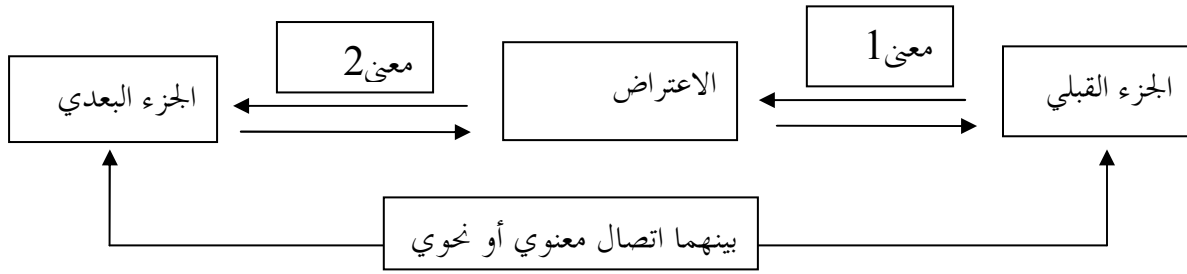 معنى1
معنى2
الجزء القبلي
الاعتراض
الجزء البعدي
بينهما اتصال معنوي أو نحوي